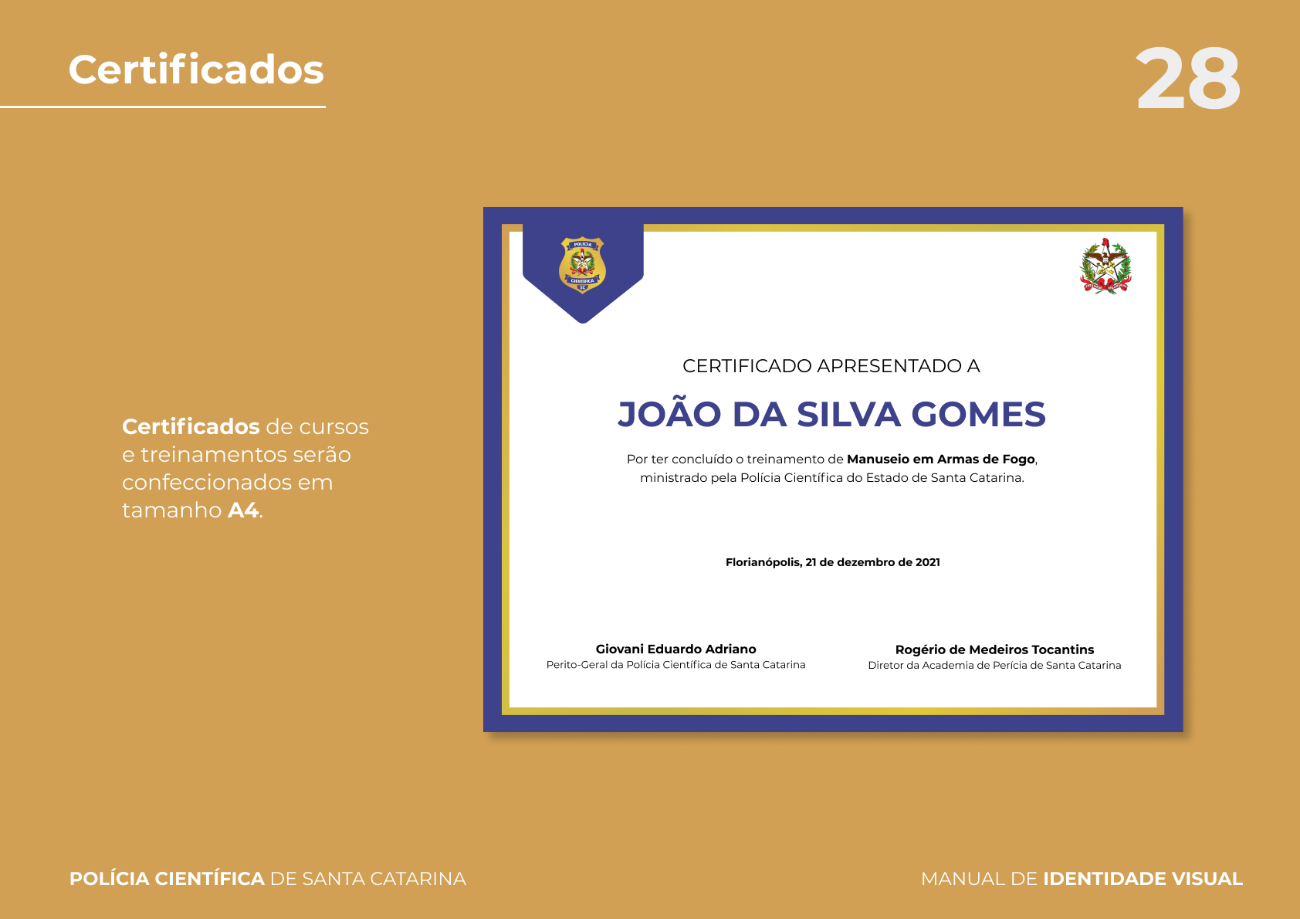 Certificados
28
POLÍCIA
CIENTÍFICA
SC
CERTIFICADO APRESENTADO A
JOÃO DA SILVA GOMES
Por ter concluído o treinamento de Manuseio em Armas de Fogo,
ministrado pela Polícia Científica do Estado de Santa Catarina.
Florianópolis, 21 de dezembro de 2021
Giovani Eduardo Adriano
Perito-Geral da Polícia Científica de Santa Catarina
Rogério de Medeiros Tocantins
Diretor da Academia de Perícia de Santa Catarina
Certificados de cursos
e treinamentos serão
confeccionados em
tamanho A4.
POLÍCIA CIENTÍFICA DE SANTA CATARINA
MANUAL DE IDENTIDADE VISUAL